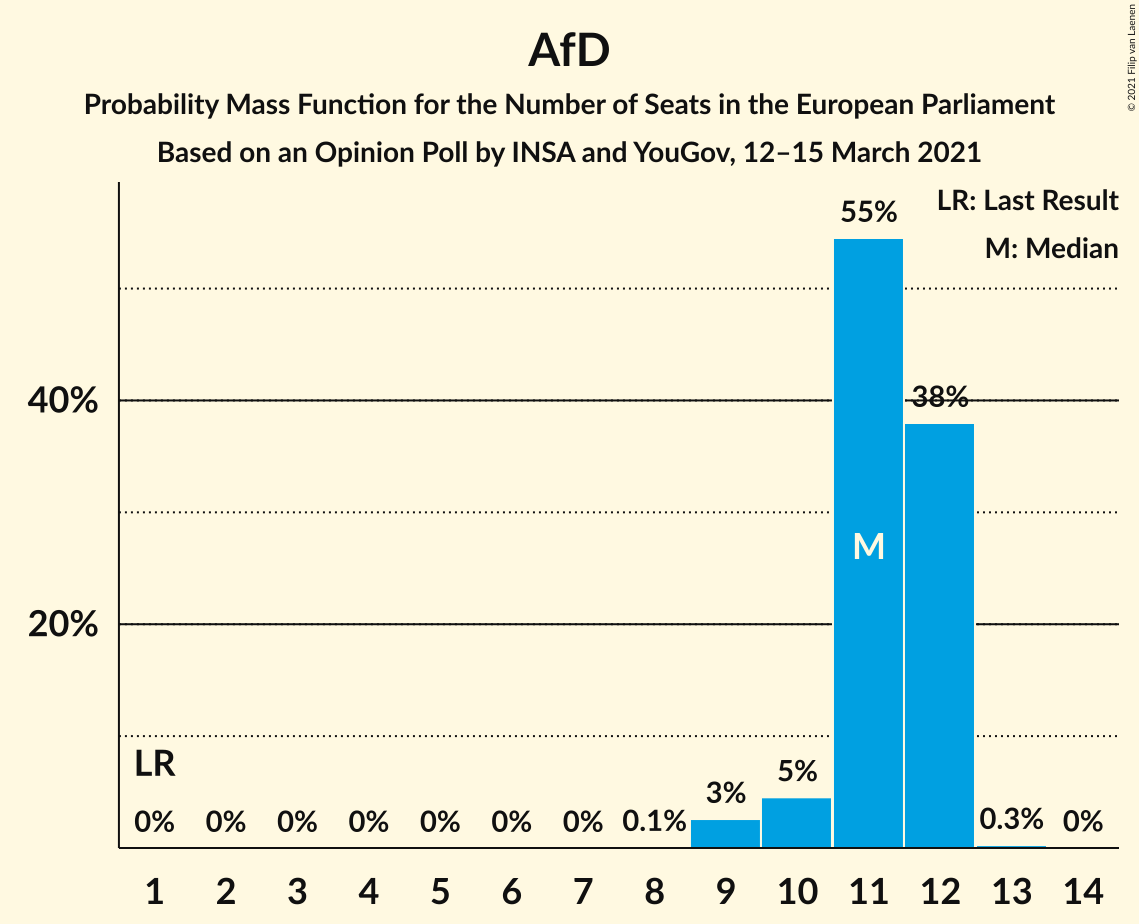 AfD
Probability Mass Function for the Number of Seats in the European Parliament
Based on an Opinion Poll by INSA and YouGov, 12–15 March 2021
© 2021 Filip van Laenen
LR: Last Result
M: Median
55%
40%
38%
M
20%
LR
0% 0% 0% 0% 0% 0% 0% 0.1% 3% 5% 0.3% 0%
1 2 3 4 5 6 7 8 9 10 11 12 13 14